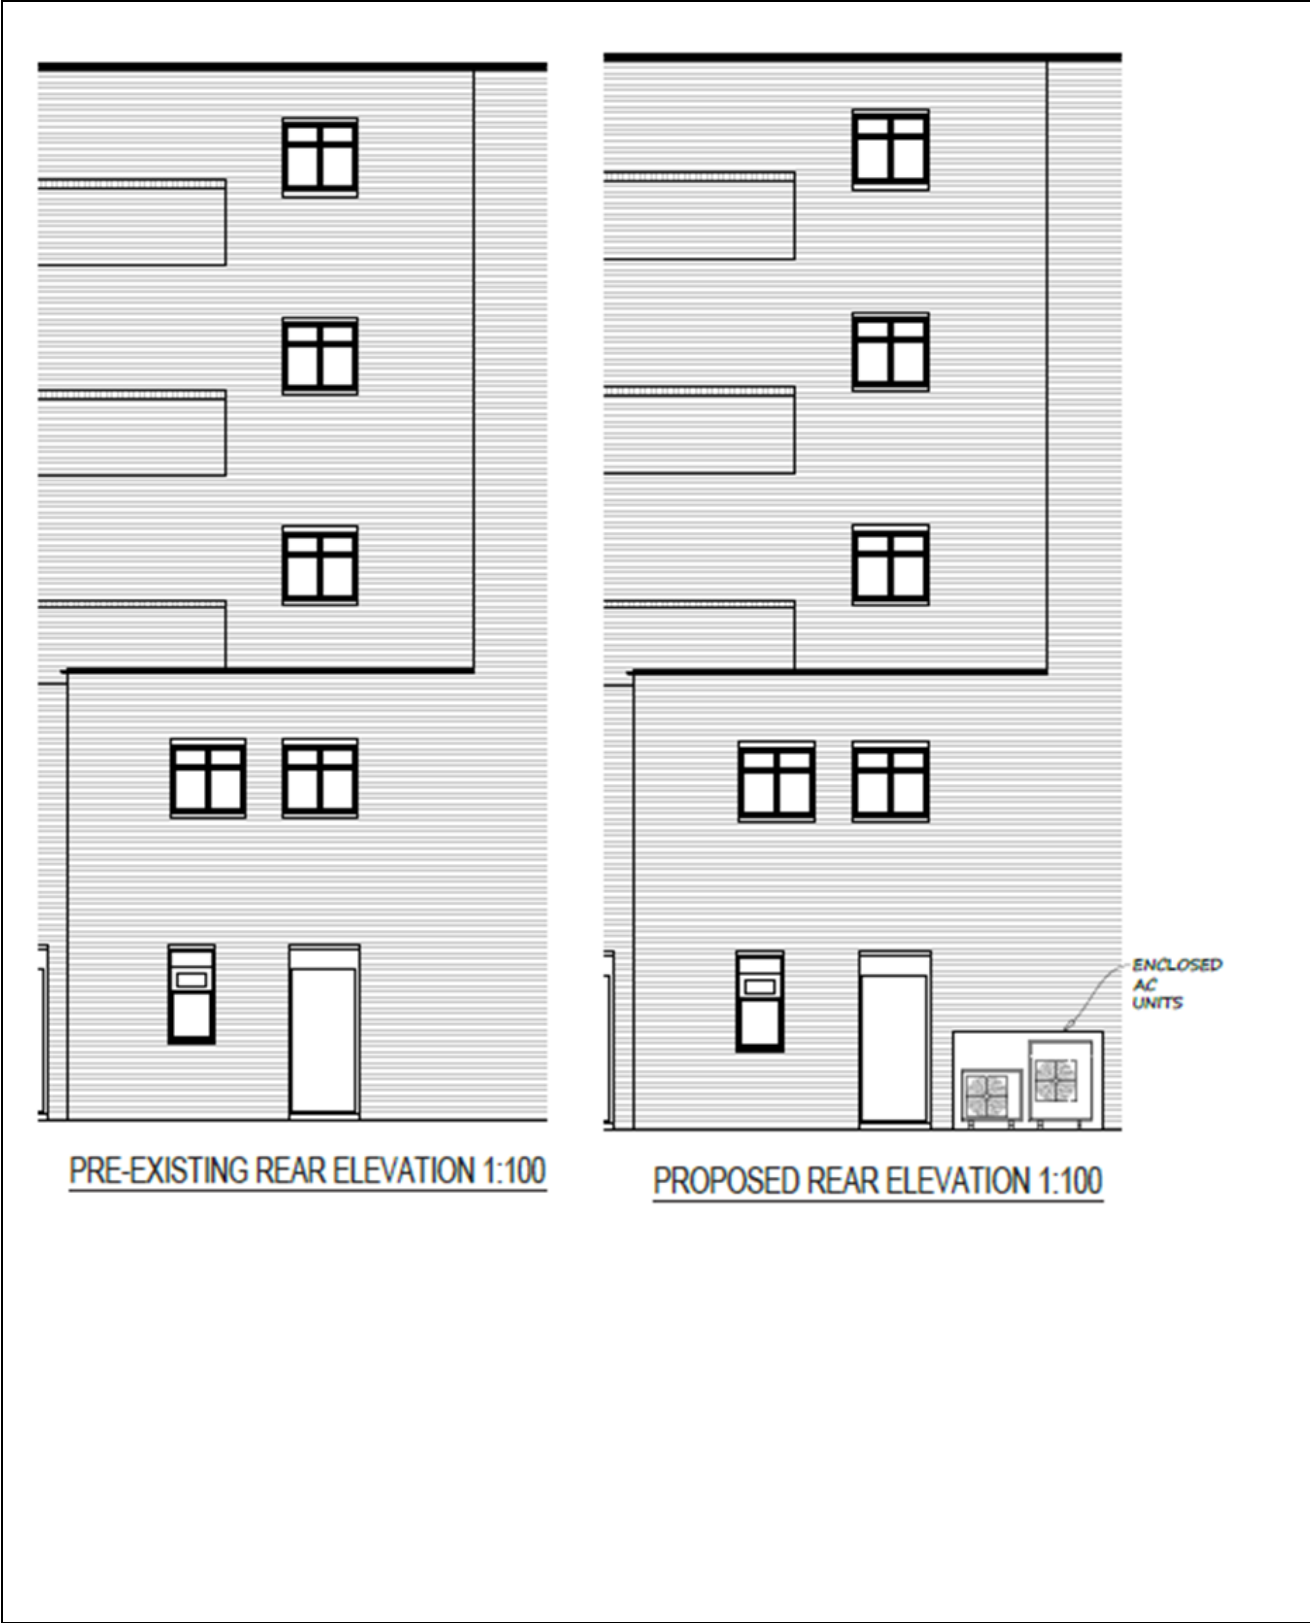 ENCLOSED
AC
UNITS
PRE-EXISTING REAR ELEVATION 1:100
PROPOSED REAR ELEVATION 1:100